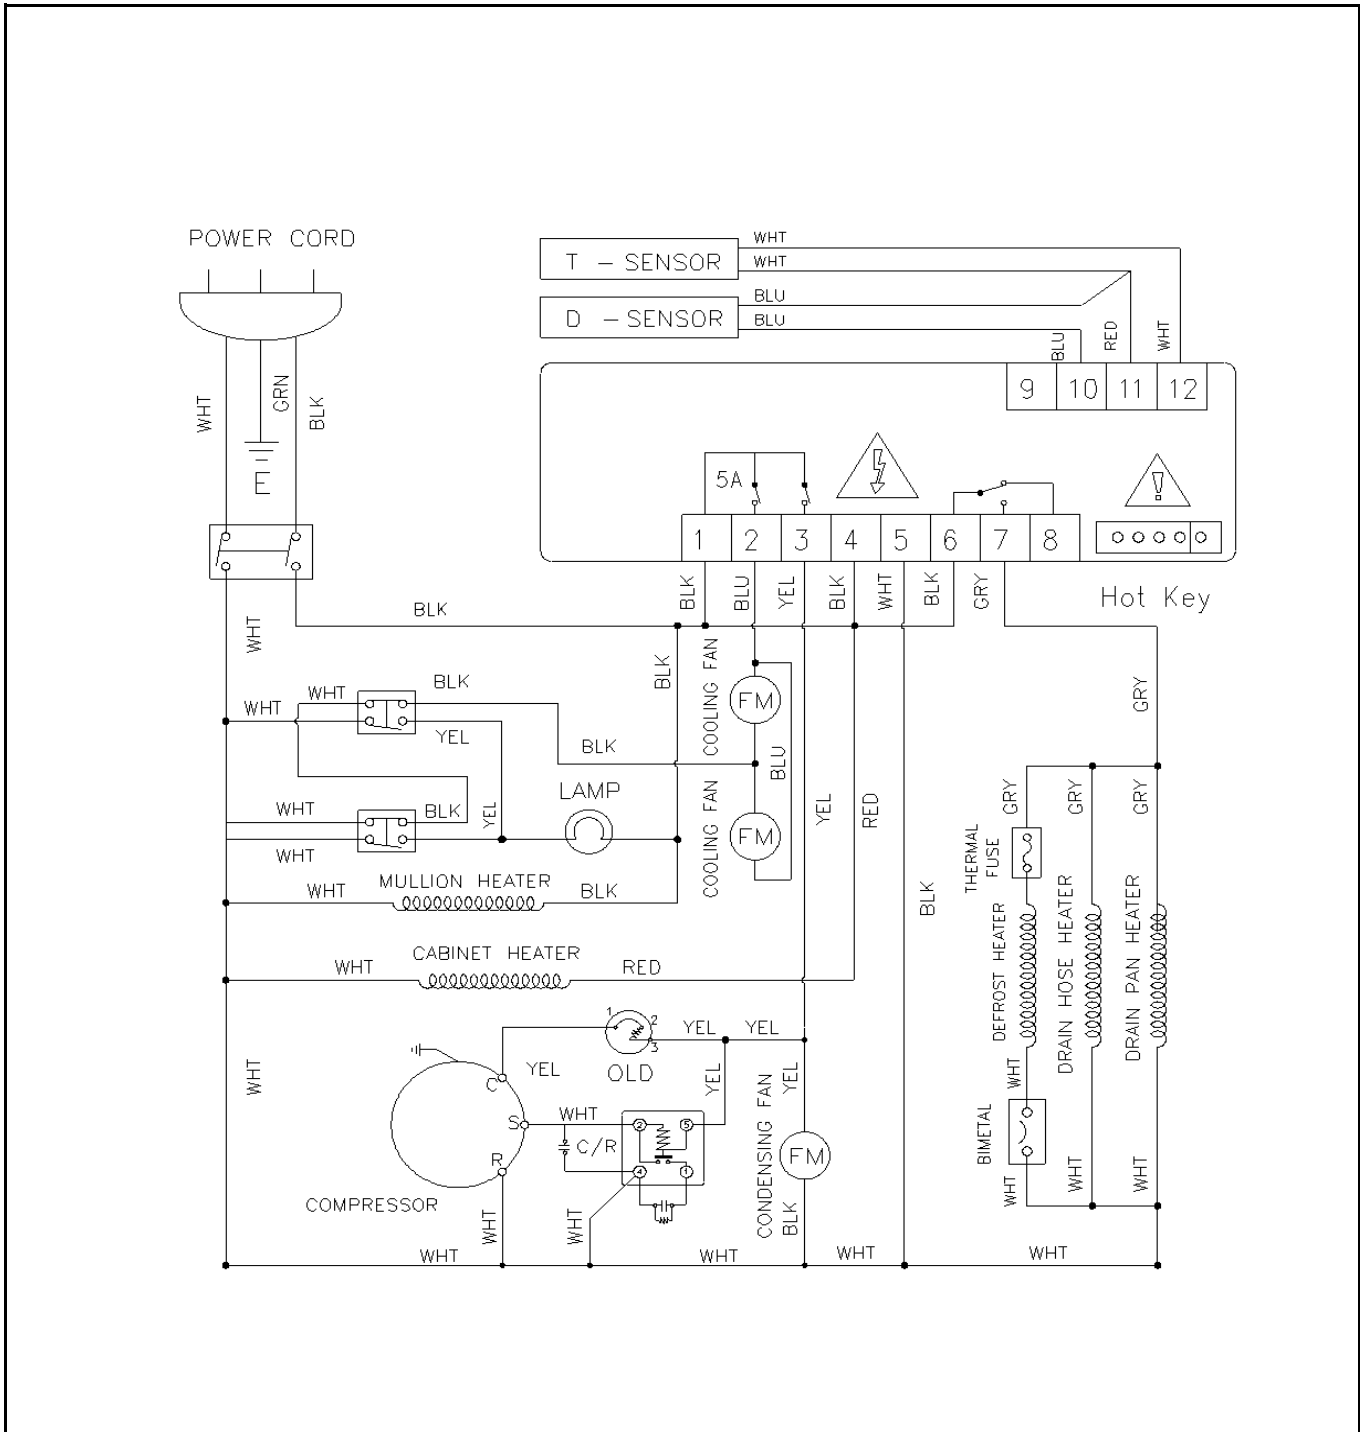 POWER CORD
WHT
GRN
BLK
E
T - SENSOR
WHT
WHT
D - SENSOR
BLU
BLU
BLU
RED
WHT
9 10 11 12
5A
1 2 3 4 5 6 7 8
BLK
BLU
YEL
BLK
WHT
BLK
GRY
Hot Key
BLK
WHT
BLK
WHT
BLK
WHT
YEL
BLK
COOLING FAN
FM
BLU
COOLING FAN
FM
YEL
RED
BLK
LAMP
WHT
BLK
YEL
WHT
MULLION HEATER
WHT
BLK
CABINET HEATER
WHT
RED
GRY
GRY
GRY
GRY
THERMAL FUSE
DEFROST HEATER
DRAIN HOSE HEATER
DRAIN PAN HEATER
WHT
BIMETAL
WHT
WHT
WHT
WHT
1
2
3
OLD
YEL
YEL
YEL
YEL
YEL
C
S
R
COMPRESSOR
WHT
C/R
2
5
4
1
WHT
WHT
CONDENSING FAN
FM
BLK
WHT
WHT
WHT
WHT